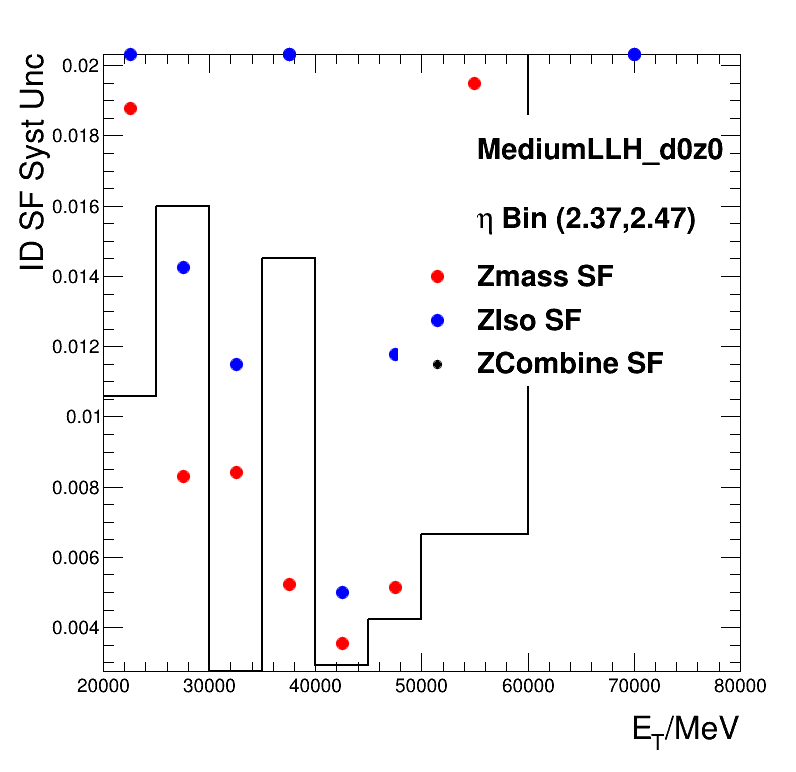 ID SF Syst Unc
0.02
0.018
0.016
0.014
0.012
0.01
0.008
0.006
0.004
MediumLLH_d0z0
η Bin (2.37,2.47)
Zmass SF
ZIso SF
ZCombine SF
20000 30000 40000 50000 60000 70000 80000
E_T/MeV